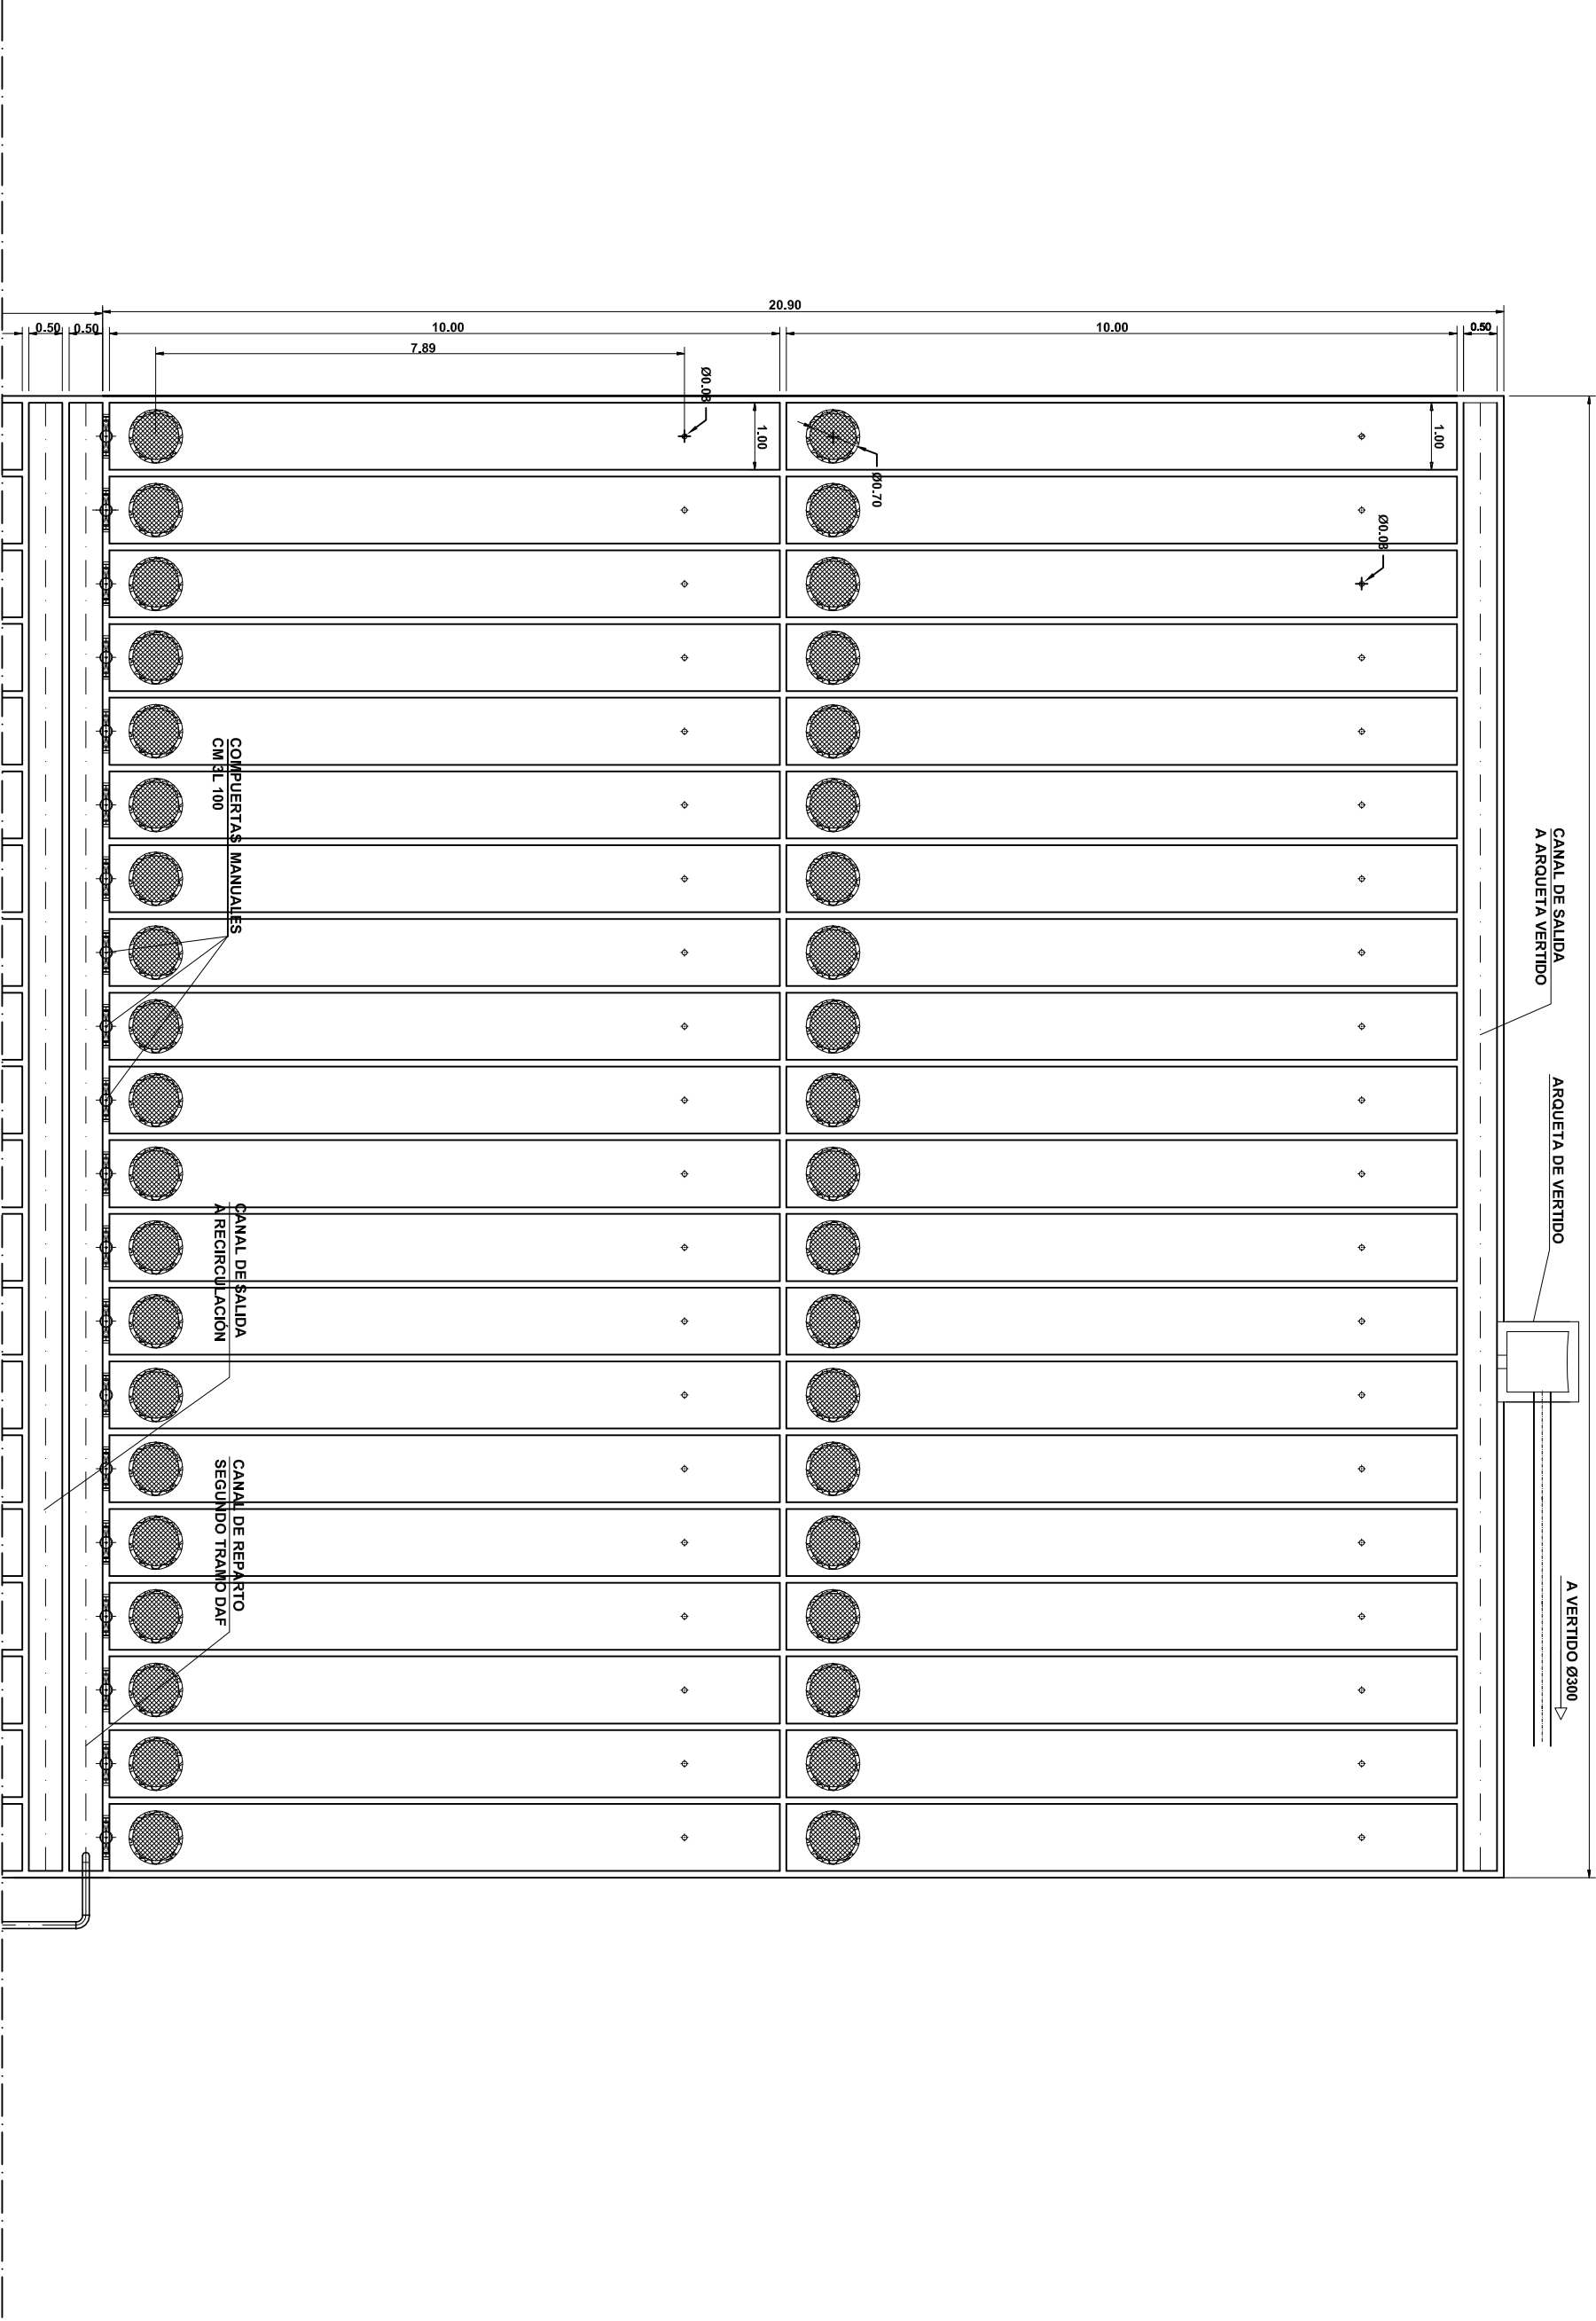 20.90
0.50
0.50
10.00
10.00
0.50
7.89
Ø0.08
1.00
1.00
Ø0.70
Ø0.08
COMPUERTAS MANUALES
CM 3L 100
CANAL DE SALIDA
A ARQUETA VERTIDO
ARQUETA DE VERTIDO
CANAL DE SALIDA
A RECIRCULACIÓN
CANAL DE REPARTO
SEGUNDO TRAMO DAF
A VERTIDO Ø300